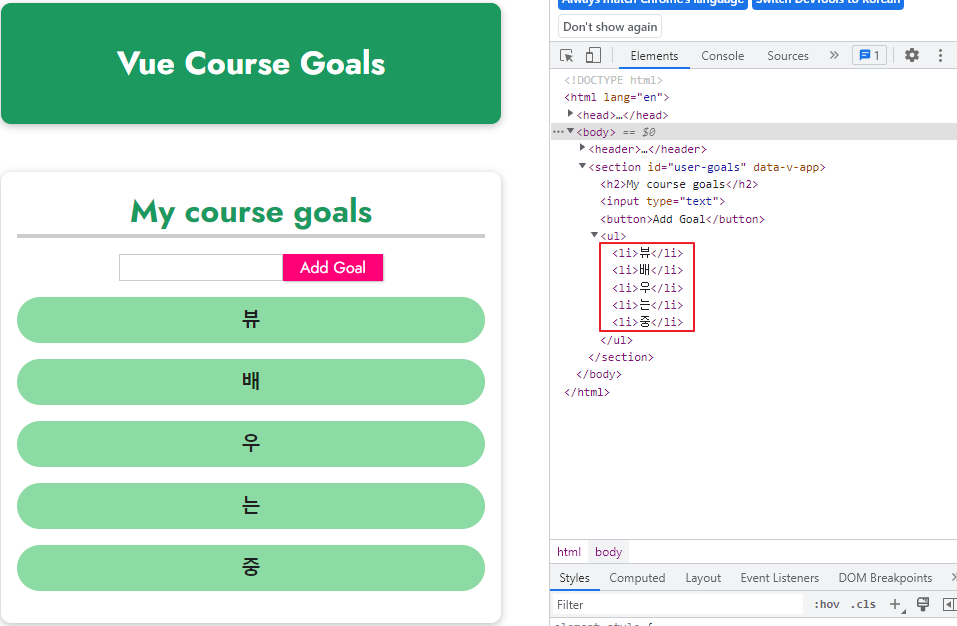 Vue Course Goals
My course goals
Add Goal
뷰
배
우
는
중
Always match Chrome's language Switch DevTools to Korean
Don't show again
Elements Console Sources » 1
<!DOCTYPE html>
<html lang="en">
<head>…</head>
<body> == $0
<header>…</header>
<section id="user-goals" data-v-app>
<h2>My course goals</h2>
<input type="text">
<button>Add Goal</button>
<ul>
<li>뷰</li>
<li>배</li>
<li>우</li>
<li>는</li>
<li>중</li>
</ul>
</section>
</body>
</html>
html body
Styles Computed Layout Event Listeners DOM Breakpoints »
Filter :hov .cls +
element.style {